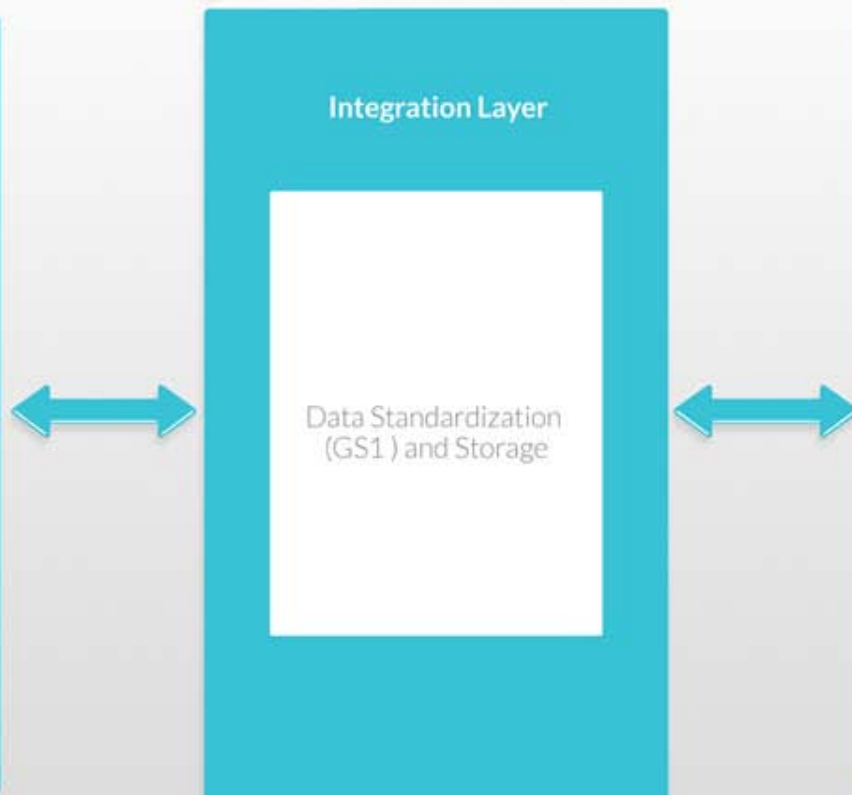 Integration Layer
Data Standardization
(GS1 ) and Storage